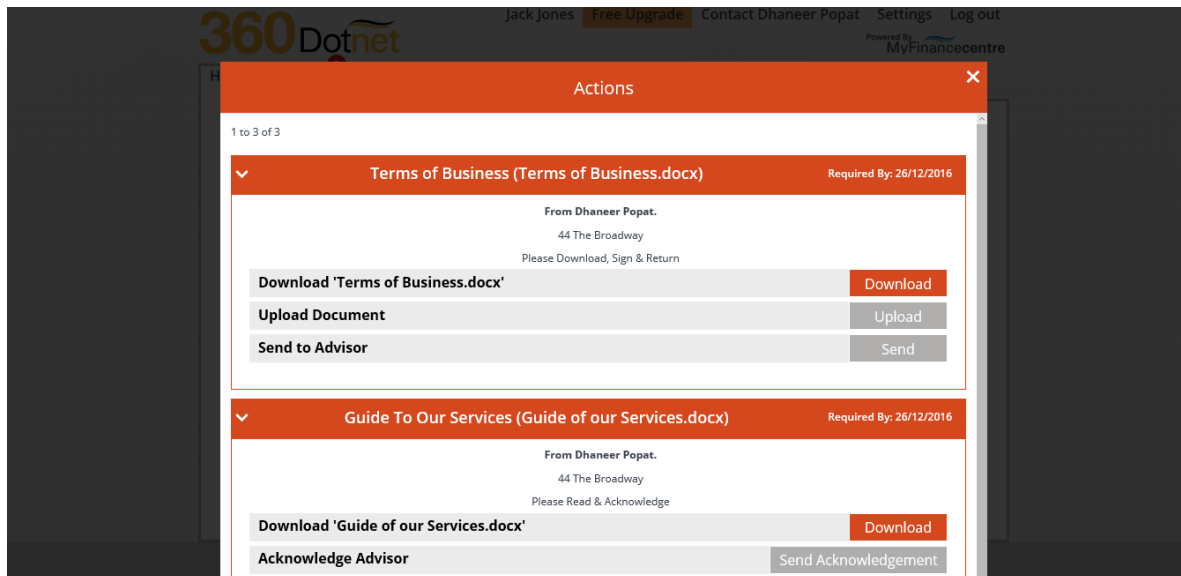 360 Dotnet
Jack Jones Free Upgrade Contact Dhaneer Popat Settings Log out
Powered By
MyFinancecentre
H
Actions
1 to 3 of 3
Terms of Business (Terms of Business.docx) Required By: 26/12/2016
From Dhaneer Popat.
44 The Broadway
Please Download, Sign & Return
Download 'Terms of Business.docx' Download
Upload Document Upload
Send to Advisor Send
Guide To Our Services (Guide of our Services.docx) Required By: 26/12/2016
From Dhaneer Popat.
44 The Broadway
Please Read & Acknowledge
Download 'Guide of our Services.docx' Download
Acknowledge Advisor Send Acknowledgement